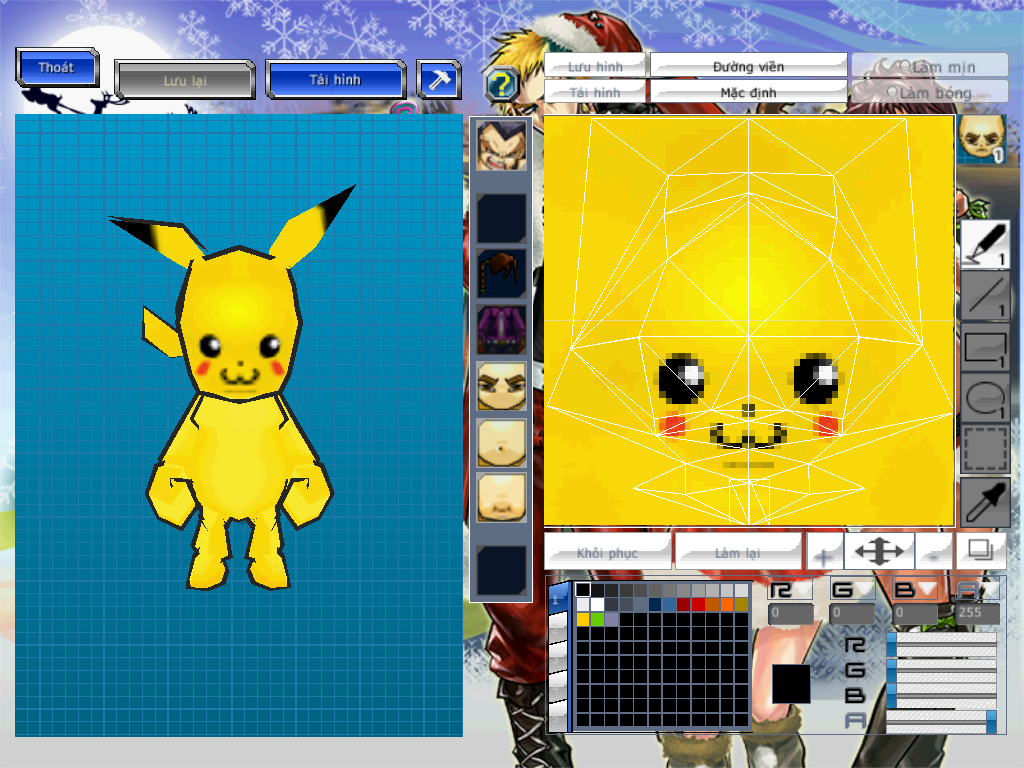 Thoát
Lưu lại
Tải hình
?
Lưu hình
Đường viền
Làm mịn
Tải hình
Mặc định
Làm bóng
1
1
1
1
1
Khôi phục
Làm lại
+
-
1
R G B A
0 0 0 255
R
G
B
A